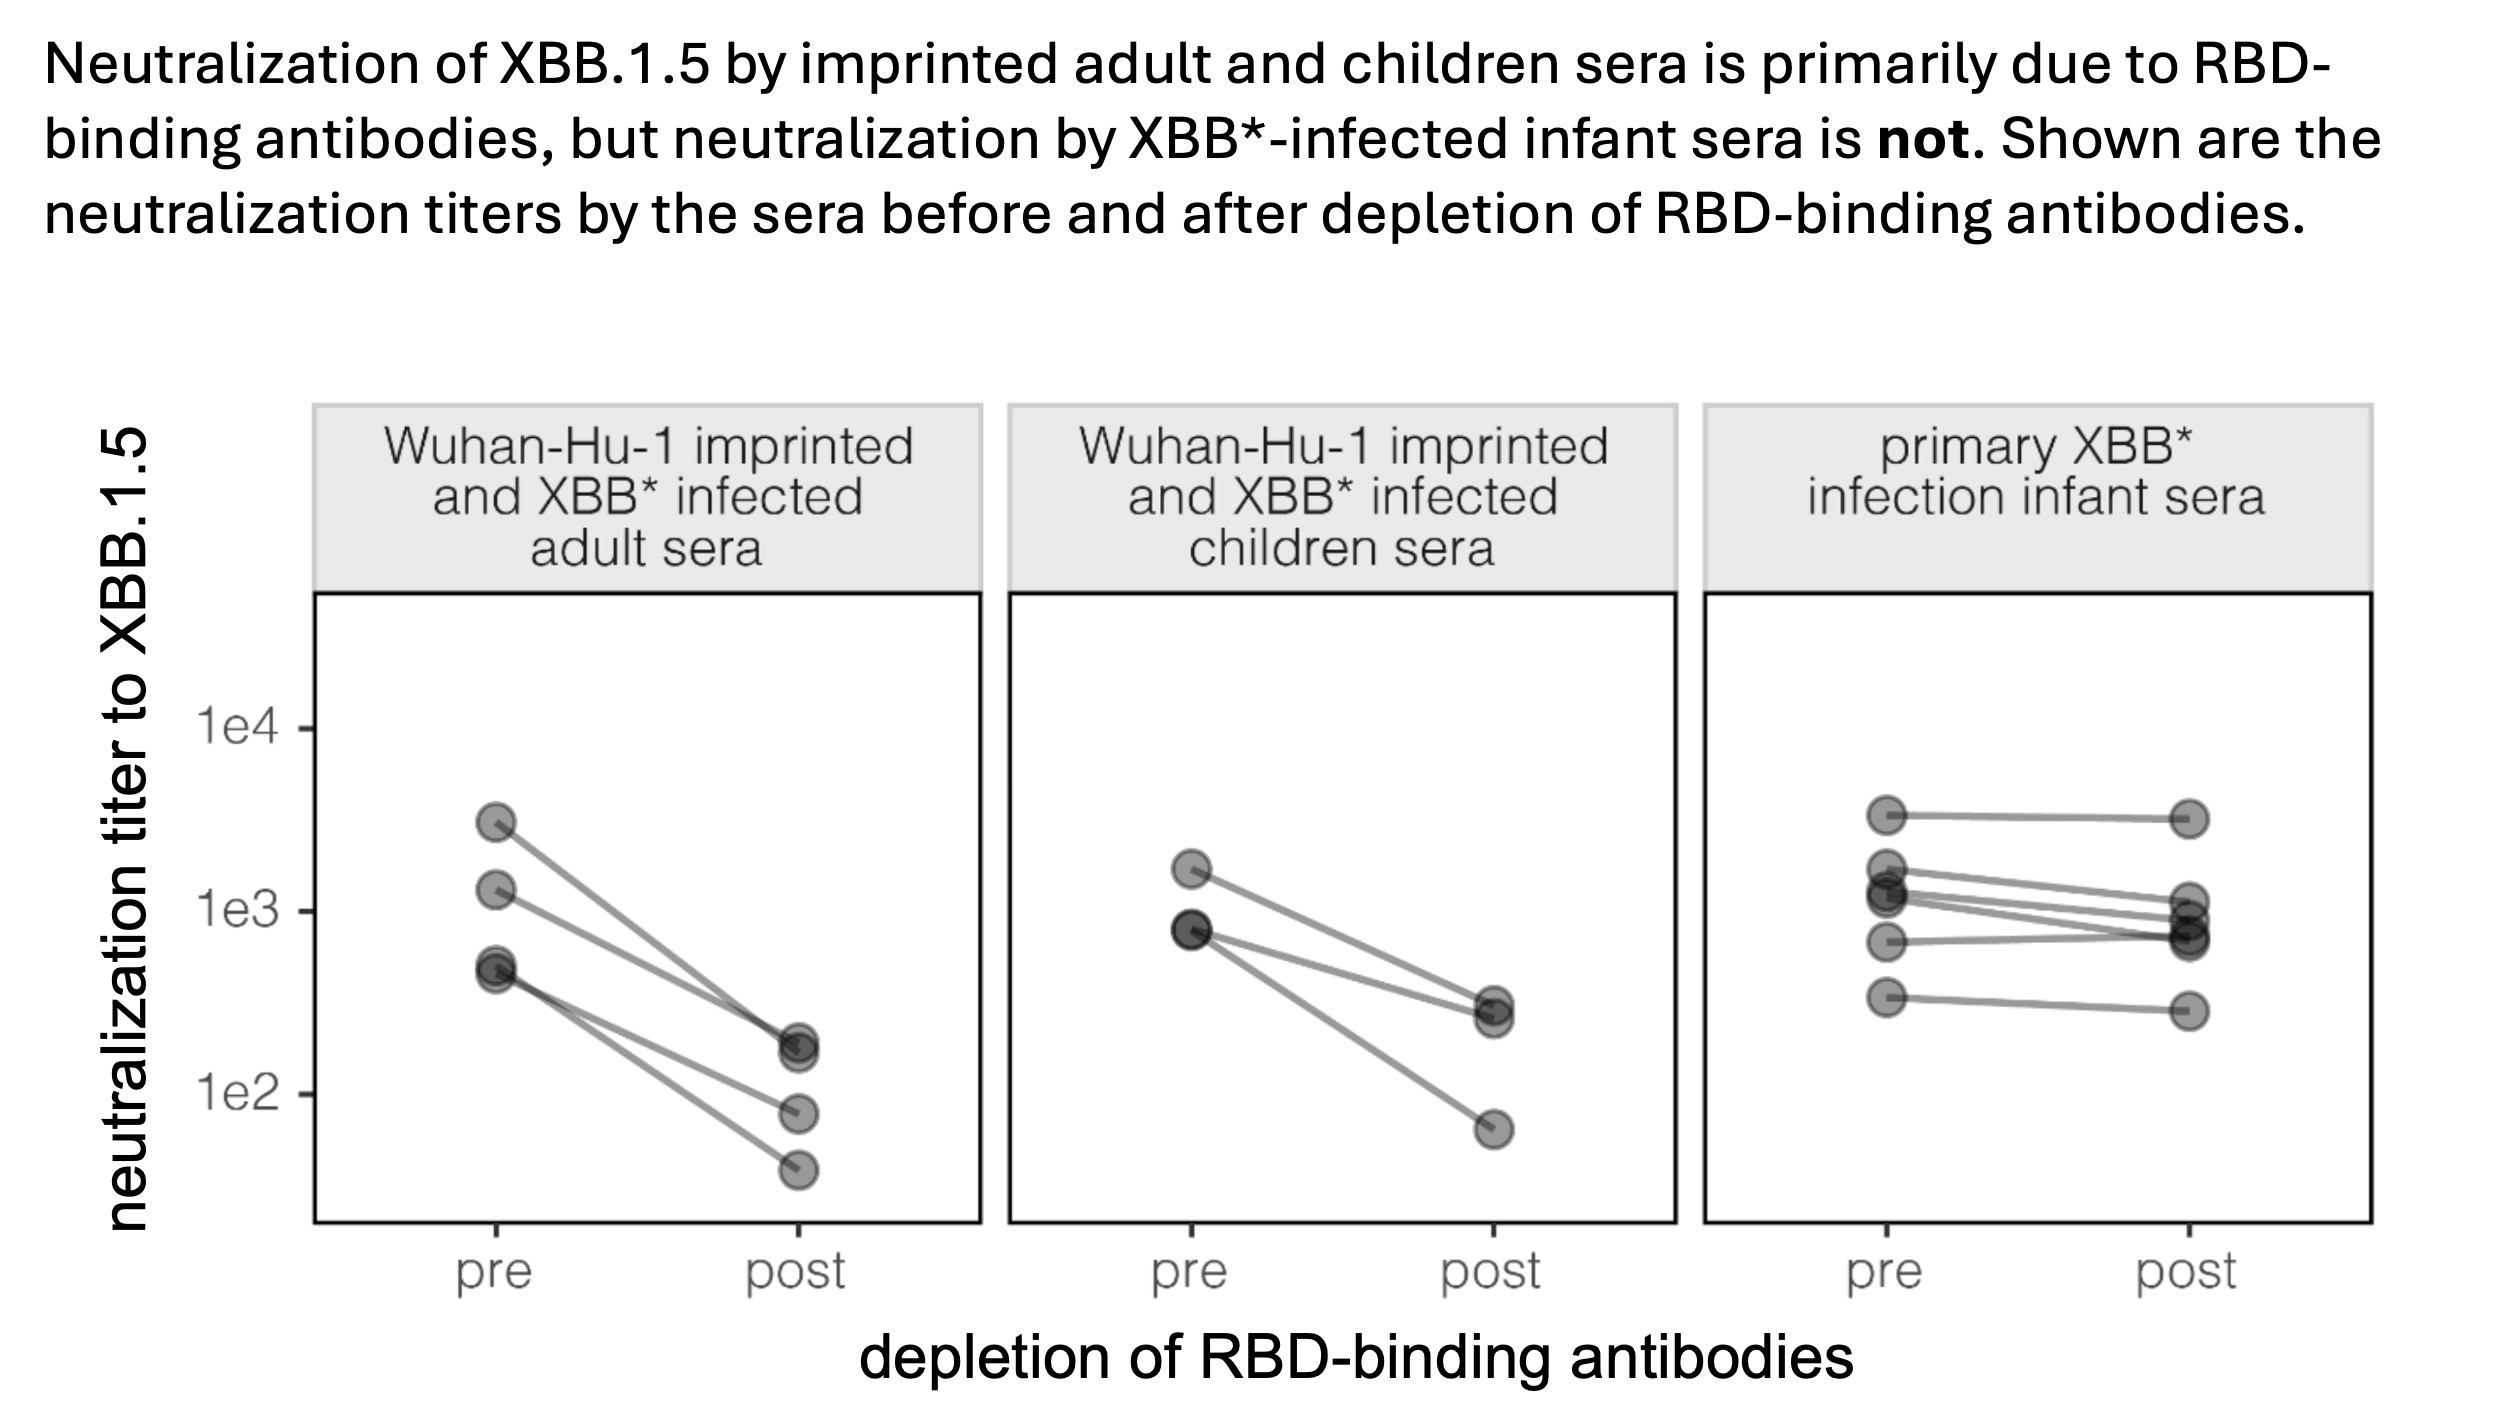 Neutralization of XBB.1.5 by imprinted adult and children sera is primarily due to RBD-
binding antibodies, but neutralization by XBB*-infected infant sera is not. Shown are the
neutralization titers by the sera before and after depletion of RBD-binding antibodies.
neutralization titer to XBB.1.5
Wuhan-Hu-1 imprinted
and XBB* infected
adult sera
Wuhan-Hu-1 imprinted
and XBB* infected
children sera
primary XBB*
infection infant sera
1e4
1e3
1e2
pre
post
pre
post
pre
post
depletion of RBD-binding antibodies